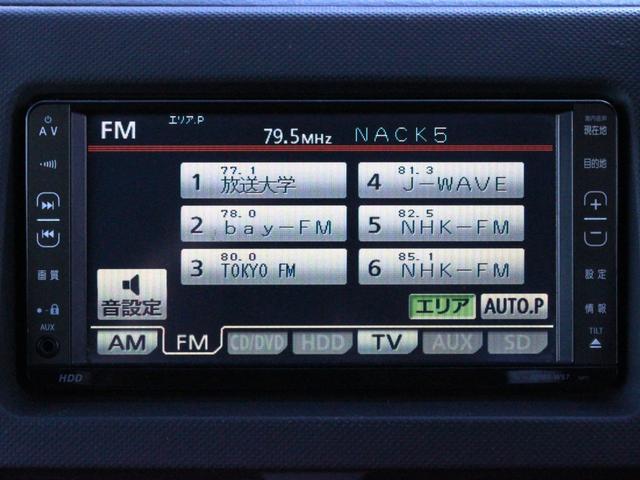 AV
画質
AUX
HDD
FM エリア.P
79.5MHz NACK5
1 77.1 放送大学
4 81.3 J-WAVE
2 78.0 bay-FM
5 82.5 NHK-FM
3 80.0 TOKYO FM
6 85.1 NHK-FM
音設定
エリア AUTO.P
AM FM CD/DVD HDD TV AUX SD
現在地
目的地
+
-
設定
情報
TILT